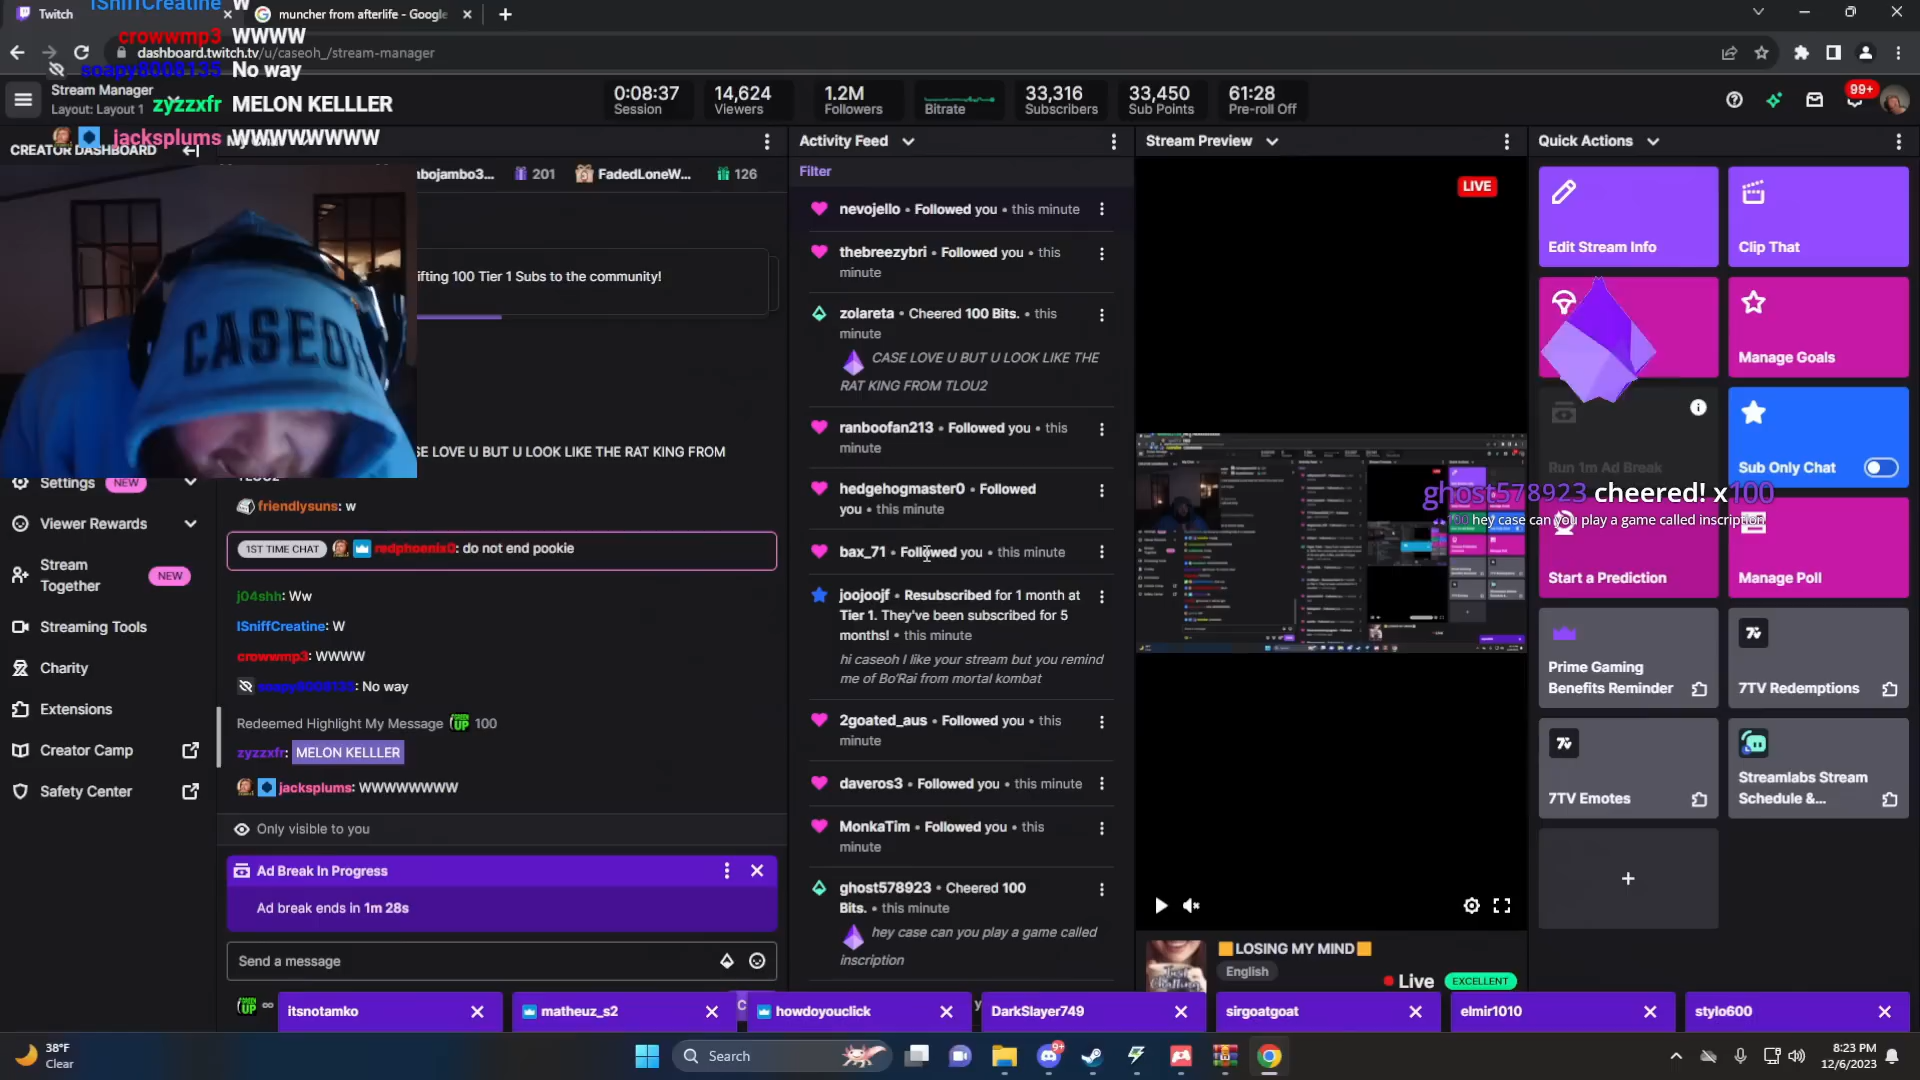 Twitch
muncher from afterlife - Google
ISniffCreatine W
crowwmp3 WWWW
dashboard.twitch.tv/u/caseoh_/stream-manager
soapy8008135 No way
Stream Manager
Layout: Layout 1
zyzzxfr MELON KELLLER
jacksplums WWWWWWWW
0:08:37
Session
14,624
Viewers
1.2M
Followers
Bitrate
33,316
Subscribers
33,450
Sub Points
61:28
Pre-roll Off
99+
CREATOR DASHBOARD
My Chat
201
FadedLoneW...
126
ifting 100 Tier 1 Subs to the community!
CASEOH
SE LOVE U BUT U LOOK LIKE THE RAT KING FROM
TLOU2
friendlysuns: w
1ST TIME CHAT
redphoenix0: do not end pookie
j04shh: Ww
ISniffCreatine: W
crowwmp3: WWWW
soapy8008135: No way
Redeemed Highlight My Message 100
zyzzxfr: MELON KELLLER
jacksplums: WWWWWWWW
Only visible to you
Ad Break In Progress
Ad break ends in 1m 28s
Send a message
Settings NEW
Viewer Rewards
Stream
Together
NEW
Streaming Tools
Charity
Extensions
Creator Camp
Safety Center
Activity Feed
Filter
nevojello • Followed you • this minute
thebreezybri • Followed you • this
minute
zolareta • Cheered 100 Bits. • this
minute
CASE LOVE U BUT U LOOK LIKE THE
RAT KING FROM TLOU2
ranboofan213 • Followed you • this
minute
hedgehogmaster0 • Followed
you • this minute
bax_71 • Followed you • this minute
joojoojf • Resubscribed for 1 month at
Tier 1. They've been subscribed for 5
months! • this minute
hi caseoh I like your stream but you remind
me of Bo'Rai from mortal kombat
2goated_aus • Followed you • this
minute
daveros3 • Followed you • this minute
MonkaTim • Followed you • this
minute
ghost578923 • Cheered 100
Bits. • this minute
hey case can you play a game called
inscription
Stream Preview
LIVE
LOSING MY MIND
English
Live
EXCELLENT
Quick Actions
Edit Stream Info
Clip That
Manage Goals
Run 1m Ad Break
Sub Only Chat
ghost578923 cheered! x100
100 hey case can you play a game called inscription
Start a Prediction
Manage Poll
Prime Gaming
Benefits Reminder
7TV Redemptions
7TV Emotes
Streamlabs Stream
Schedule &...
itsnotamko
matheuz_s2
howdoyouclick
DarkSlayer749
sirgoatgoat
elmir1010
stylo600
38°F
Clear
Search
9+
8:23 PM
12/6/2023